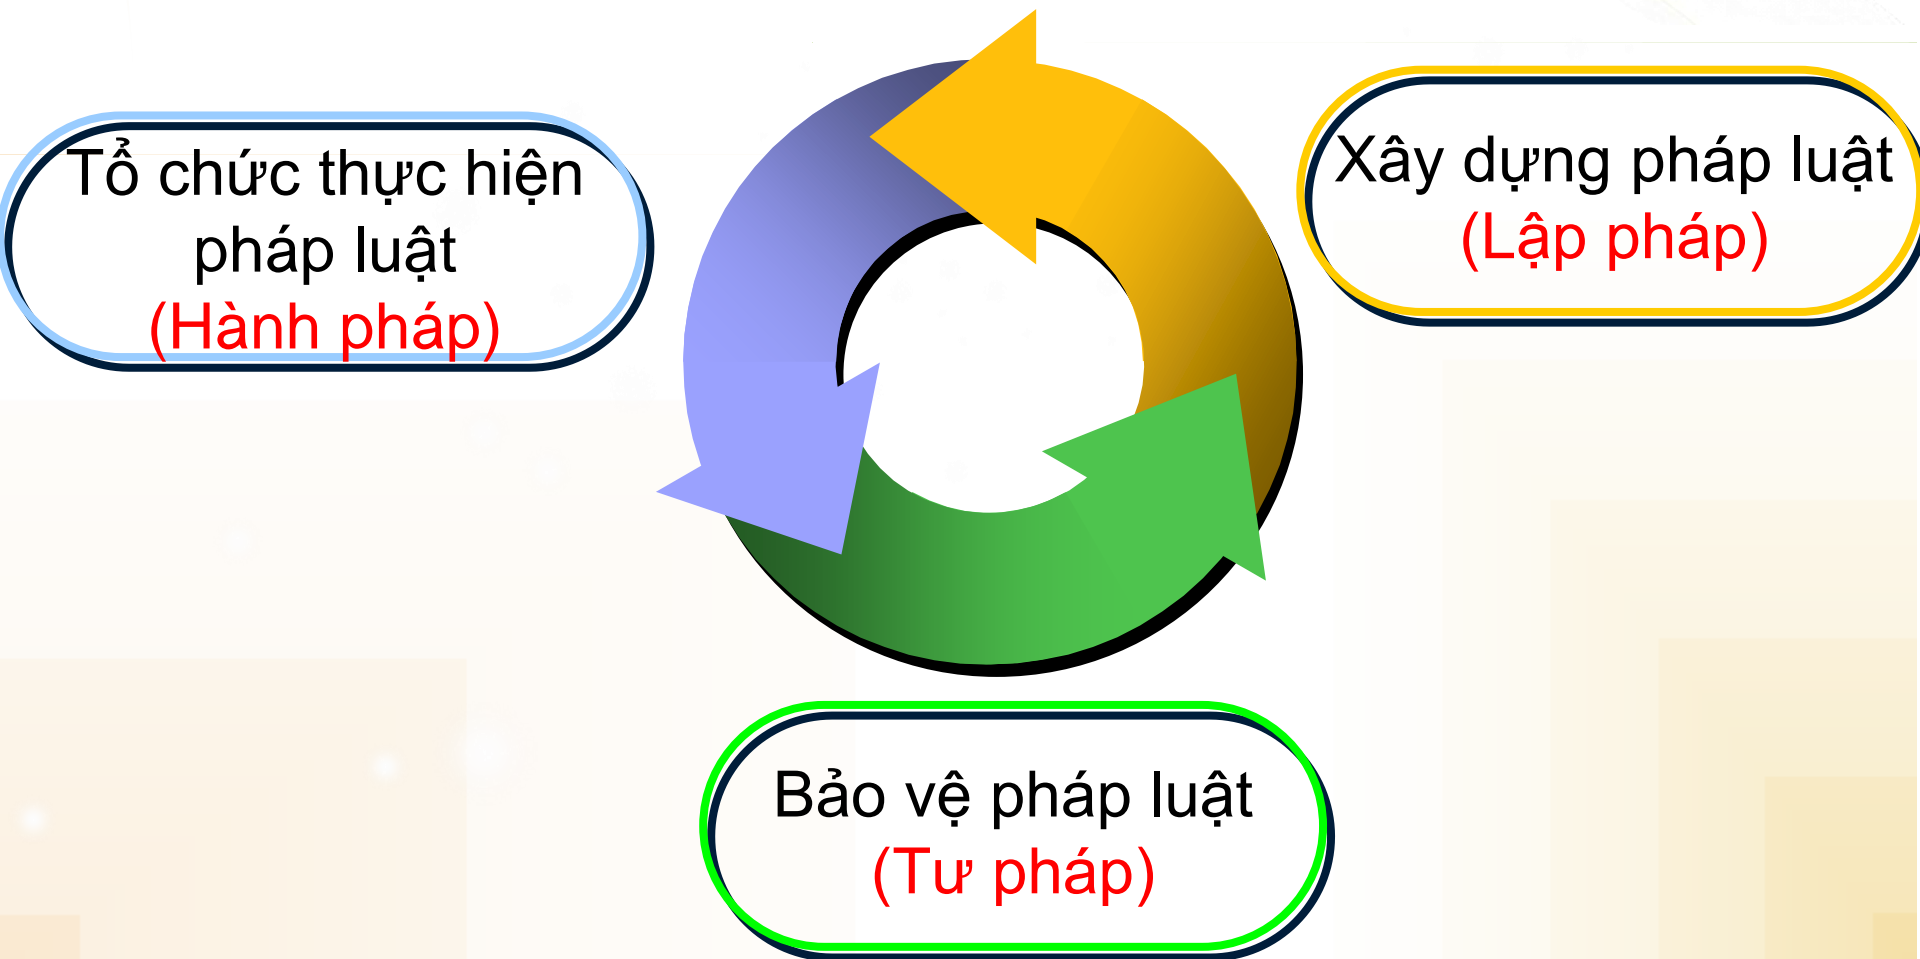 Tổ chức thực hiện
pháp luật
(Hành pháp)
Xây dựng pháp luật
(Lập pháp)
Bảo vệ pháp luật
(Tư pháp)